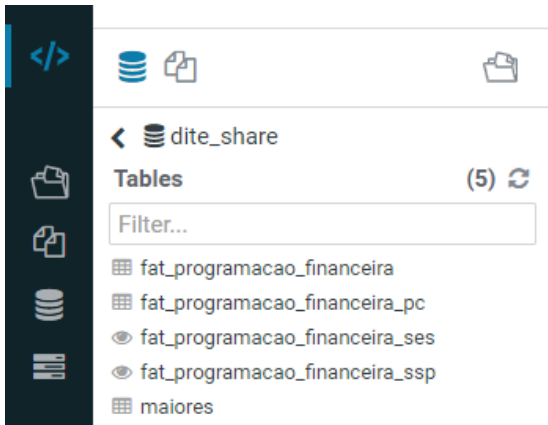 </>
dite_share
Tables (5)
Filter...
fat_programacao_financeira
fat_programacao_financeira_pc
fat_programacao_financeira_ses
fat_programacao_financeira_ssp
maiores